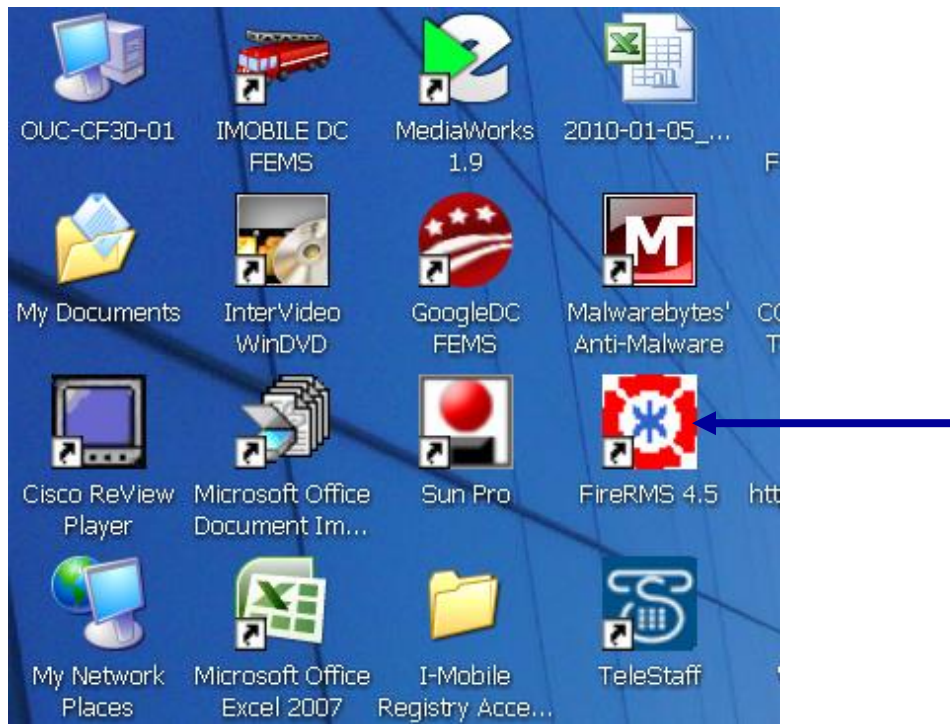 OUC-CF30-01
IMOBILE DC
FEMS
MediaWorks
1.9
2010-01-05_...
F
My Documents
InterVideo
WinDVD
GoogleDC
FEMS
Malwarebytes'
Anti-Malware
CO
T
Cisco ReView
Player
Microsoft Office
Document Im...
Sun Pro
FireRMS 4.5
htt
My Network
Places
Microsoft Office
Excel 2007
I-Mobile
Registry Acce...
TeleStaff